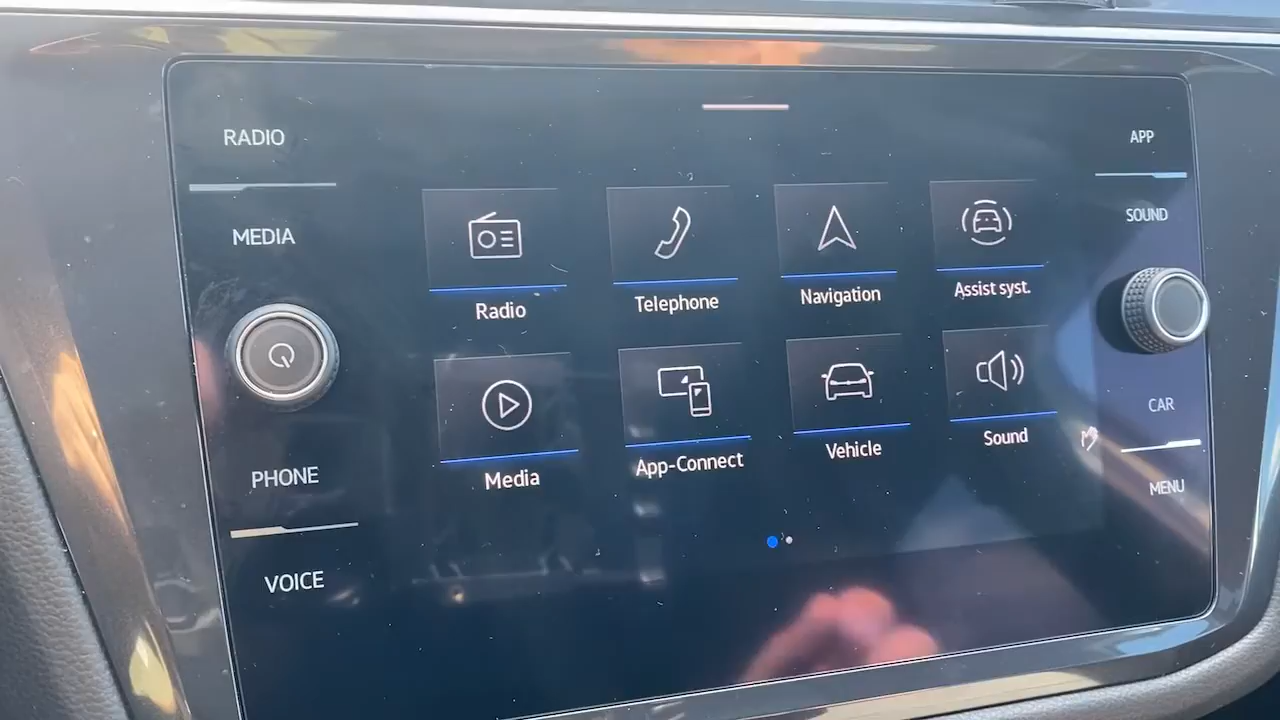 RADIO
MEDIA
PHONE
VOICE
Radio
Telephone
Navigation
Assist syst.
Media
App-Connect
Vehicle
Sound
APP
SOUND
CAR
MENU